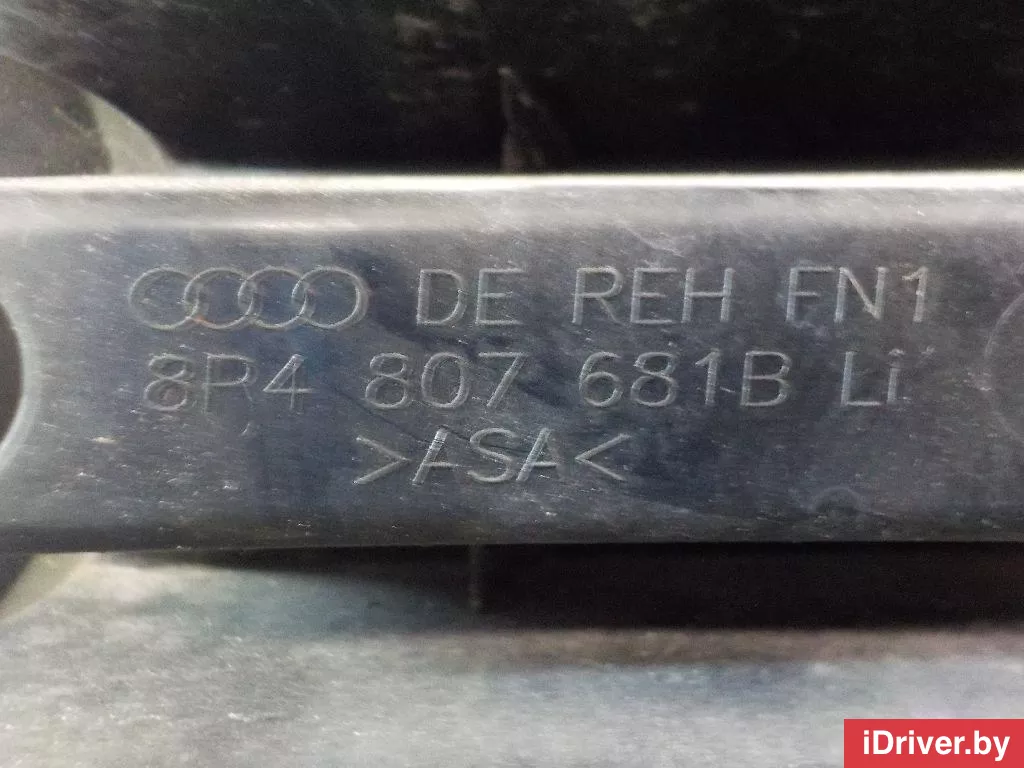 DE REH FN1
8P4 807 681B Li
>ASA<
iDriver.by